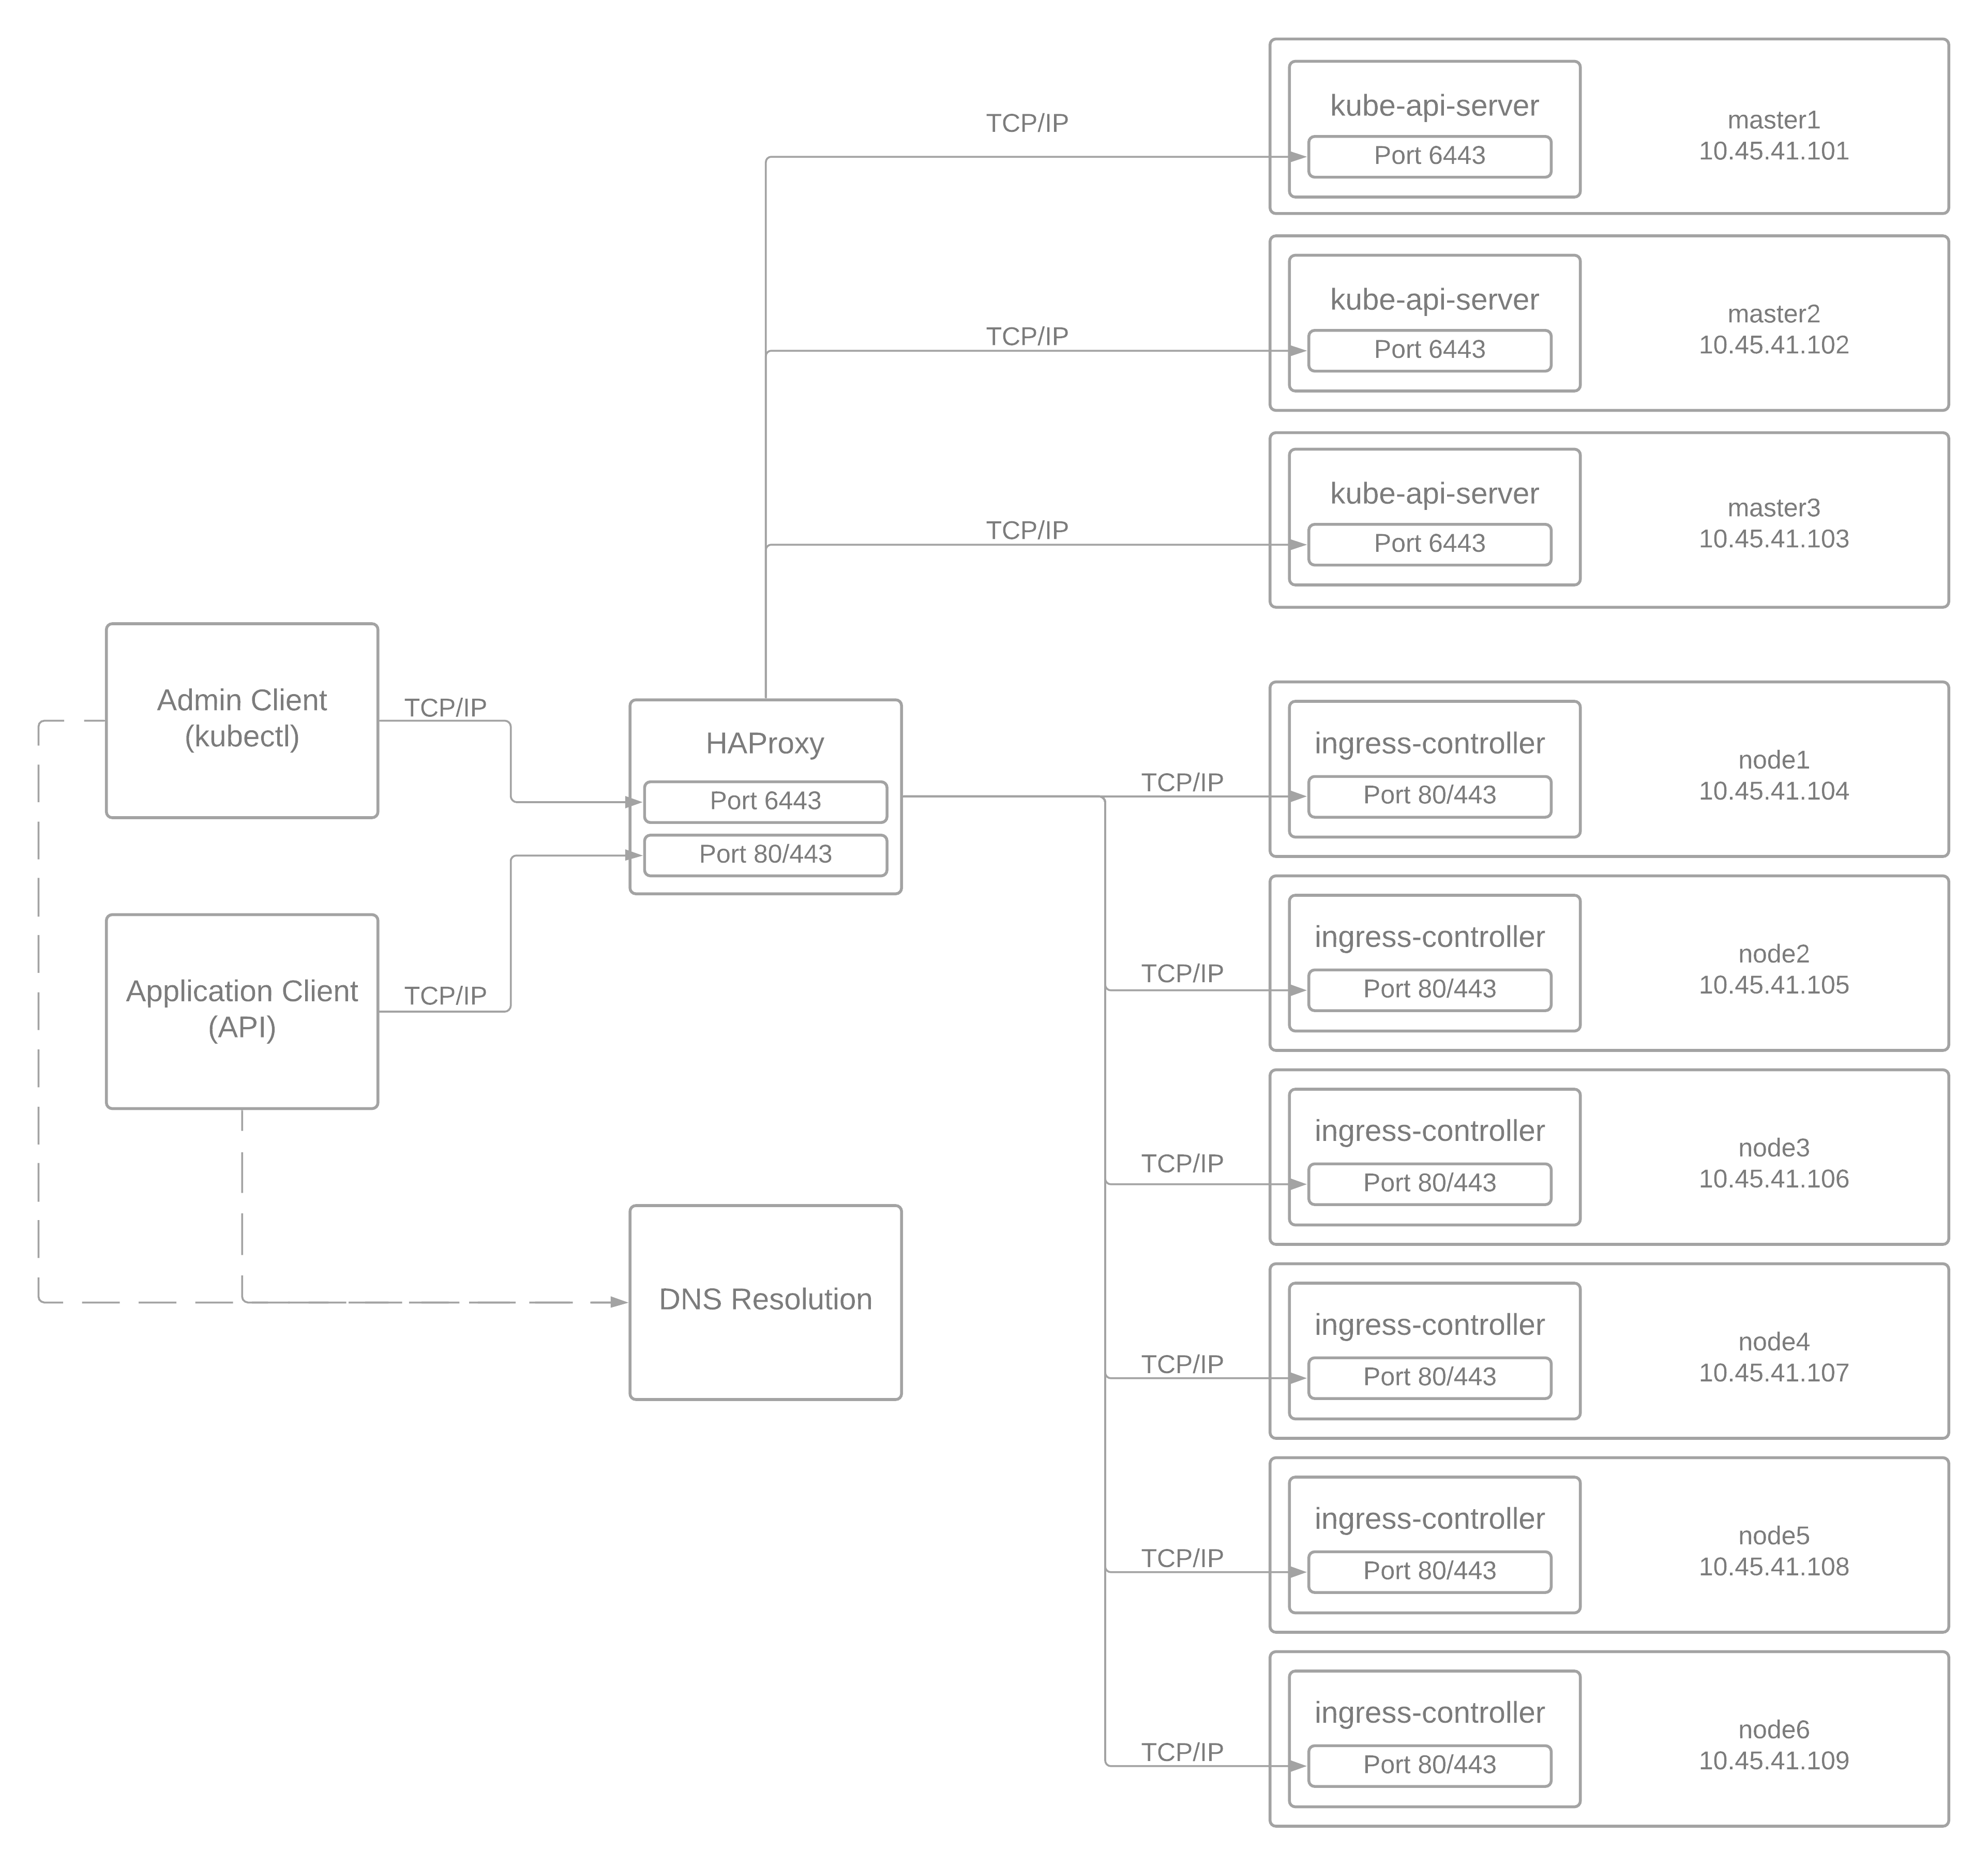 TCP/IP
kube-api-server
Port 6443
master1
10.45.41.101
TCP/IP
kube-api-server
Port 6443
master2
10.45.41.102
TCP/IP
kube-api-server
Port 6443
master3
10.45.41.103
Admin Client
(kubectl)
TCP/IP
Application Client
(API)
TCP/IP
HAProxy
Port 6443
Port 80/443
DNS Resolution
TCP/IP
ingress-controller
Port 80/443
node1
10.45.41.104
TCP/IP
ingress-controller
Port 80/443
node2
10.45.41.105
TCP/IP
ingress-controller
Port 80/443
node3
10.45.41.106
TCP/IP
ingress-controller
Port 80/443
node4
10.45.41.107
TCP/IP
ingress-controller
Port 80/443
node5
10.45.41.108
TCP/IP
ingress-controller
Port 80/443
node6
10.45.41.109